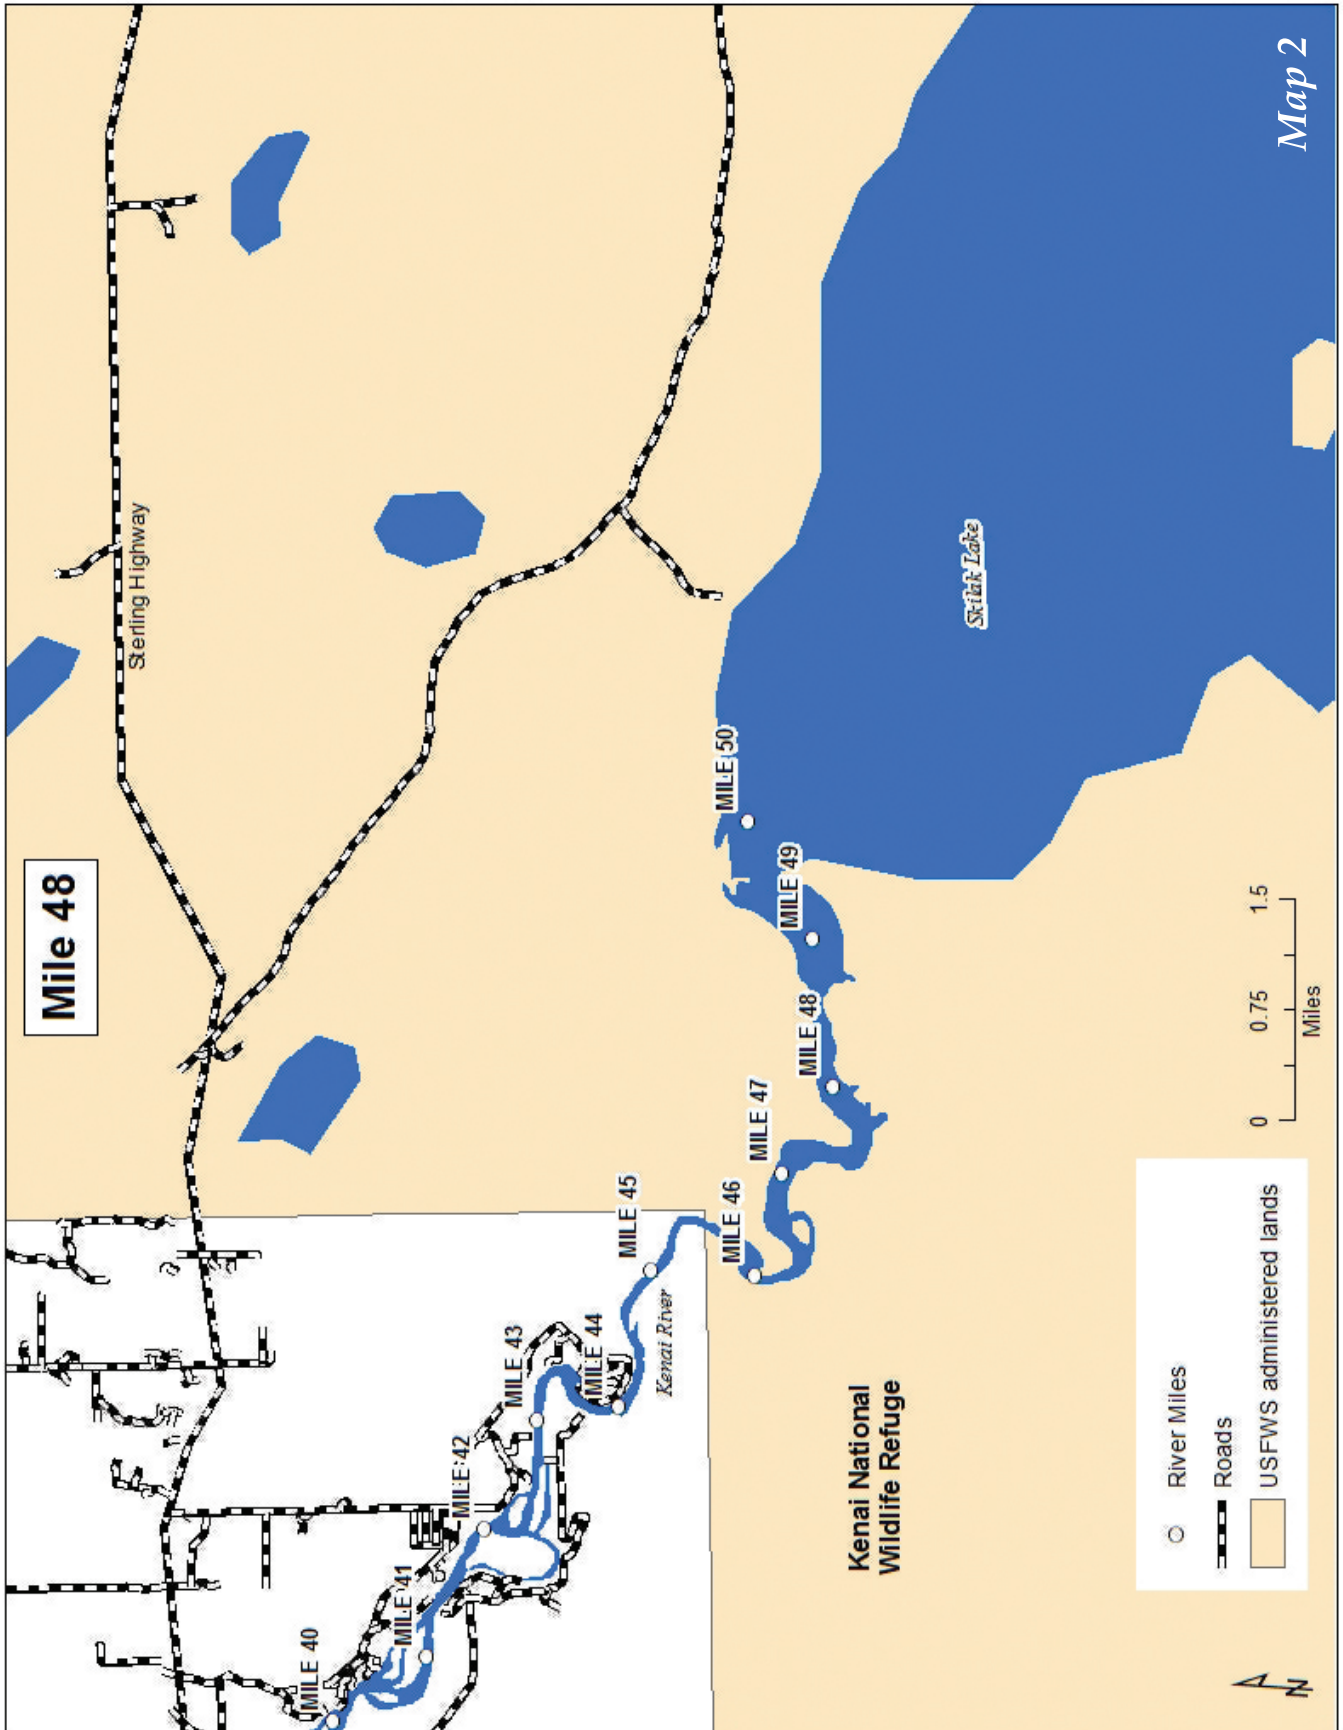 Mile 48
Sterling Highway
MILE 40
MILE 41
MILE 42
MILE 43
MILE 44
MILE 45
MILE 46
MILE 47
MILE 48
MILE 49
MILE 50
Kenai River
Skilak Lake
Kenai National
Wildlife Refuge
River Miles
Roads
USFWS administered lands
0 0.75 1.5
Miles
N
Map 2